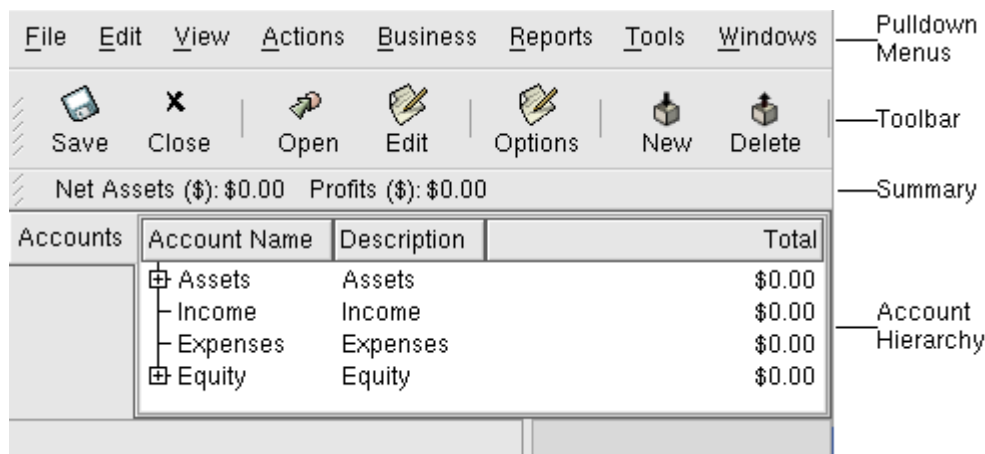 File Edit View Actions Business Reports Tools Windows
Pulldown Menus
Save Close Open Edit Options New Delete
Toolbar
Net Assets ($): $0.00 Profits ($): $0.00
Summary
Accounts
Account Name Description Total
Assets Assets $0.00
Income Income $0.00
Expenses Expenses $0.00
Equity Equity $0.00
Account
Hierarchy